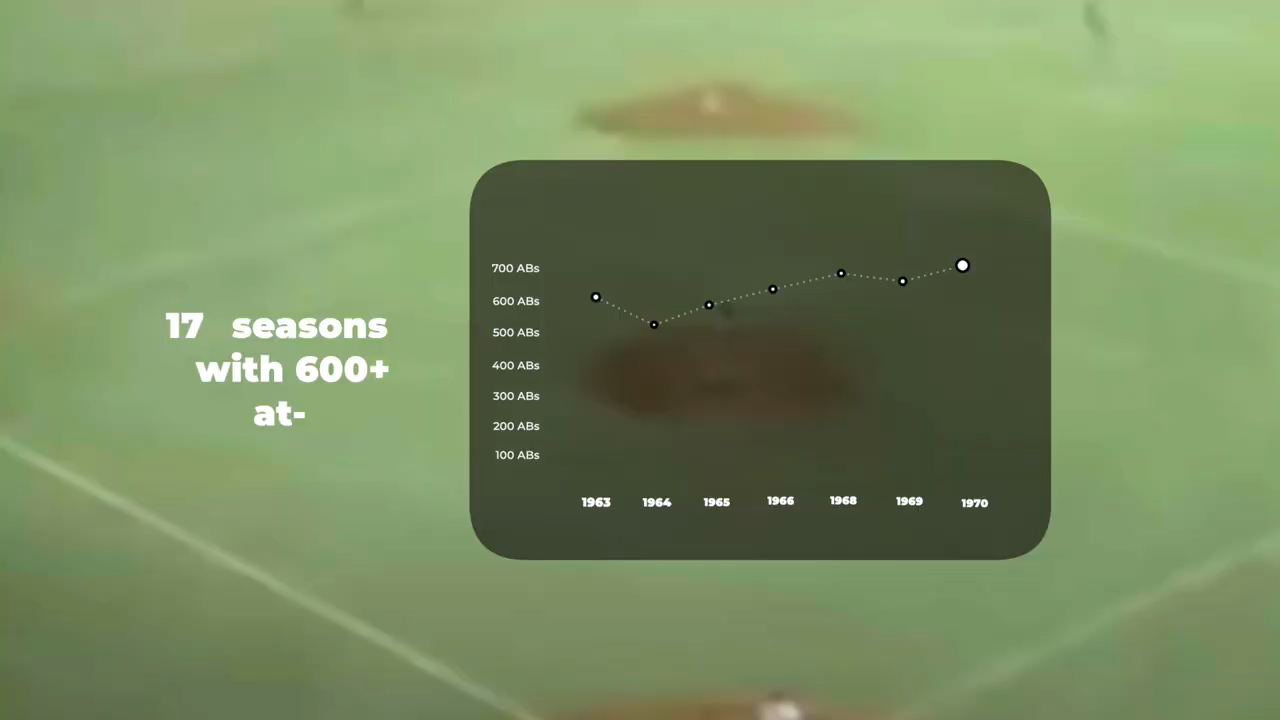 17 seasons
with 600+
at-
700 ABs
600 ABs
500 ABs
400 ABs
300 ABs
200 ABs
100 ABs
1963 1964 1965 1966 1968 1969 1970